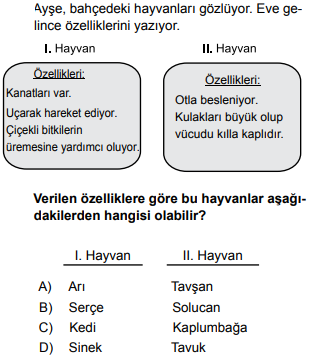 Ayşe, bahçedeki hayvanları gözlüyor. Eve ge-
lince özelliklerini yazıyor.
I. Hayvan II. Hayvan
Özellikleri:
Kanatları var.
Uçarak hareket ediyor.
Çiçekli bitkilerin
üremesine yardımcı oluyor.
Özellikleri:
Otla besleniyor.
Kulakları büyük olup
vücudu kılla kaplıdır.
Verilen özelliklere göre bu hayvanlar aşağı-
dakilerden hangisi olabilir?
I. Hayvan II. Hayvan
A) Arı Tavşan
B) Serçe Solucan
C) Kedi Kaplumbağa
D) Sinek Tavuk